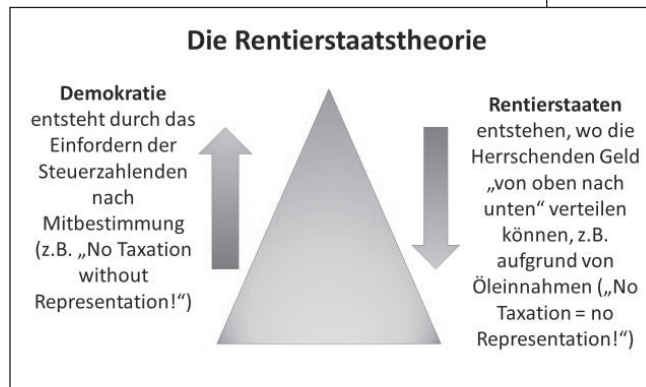 Die Rentierstaatstheorie
Demokratie
entsteht durch das
Einfordern der
Steuerzahlenden
nach
Mitbestimmung
(z.B. „No Taxation
without
Representation!“)
Rentierstaaten
entstehen, wo die
Herrschenden Geld
„von oben nach
unten“ verteilen
können, z.B.
aufgrund von
Öleinnahmen („No
Taxation = no
Representation!“)